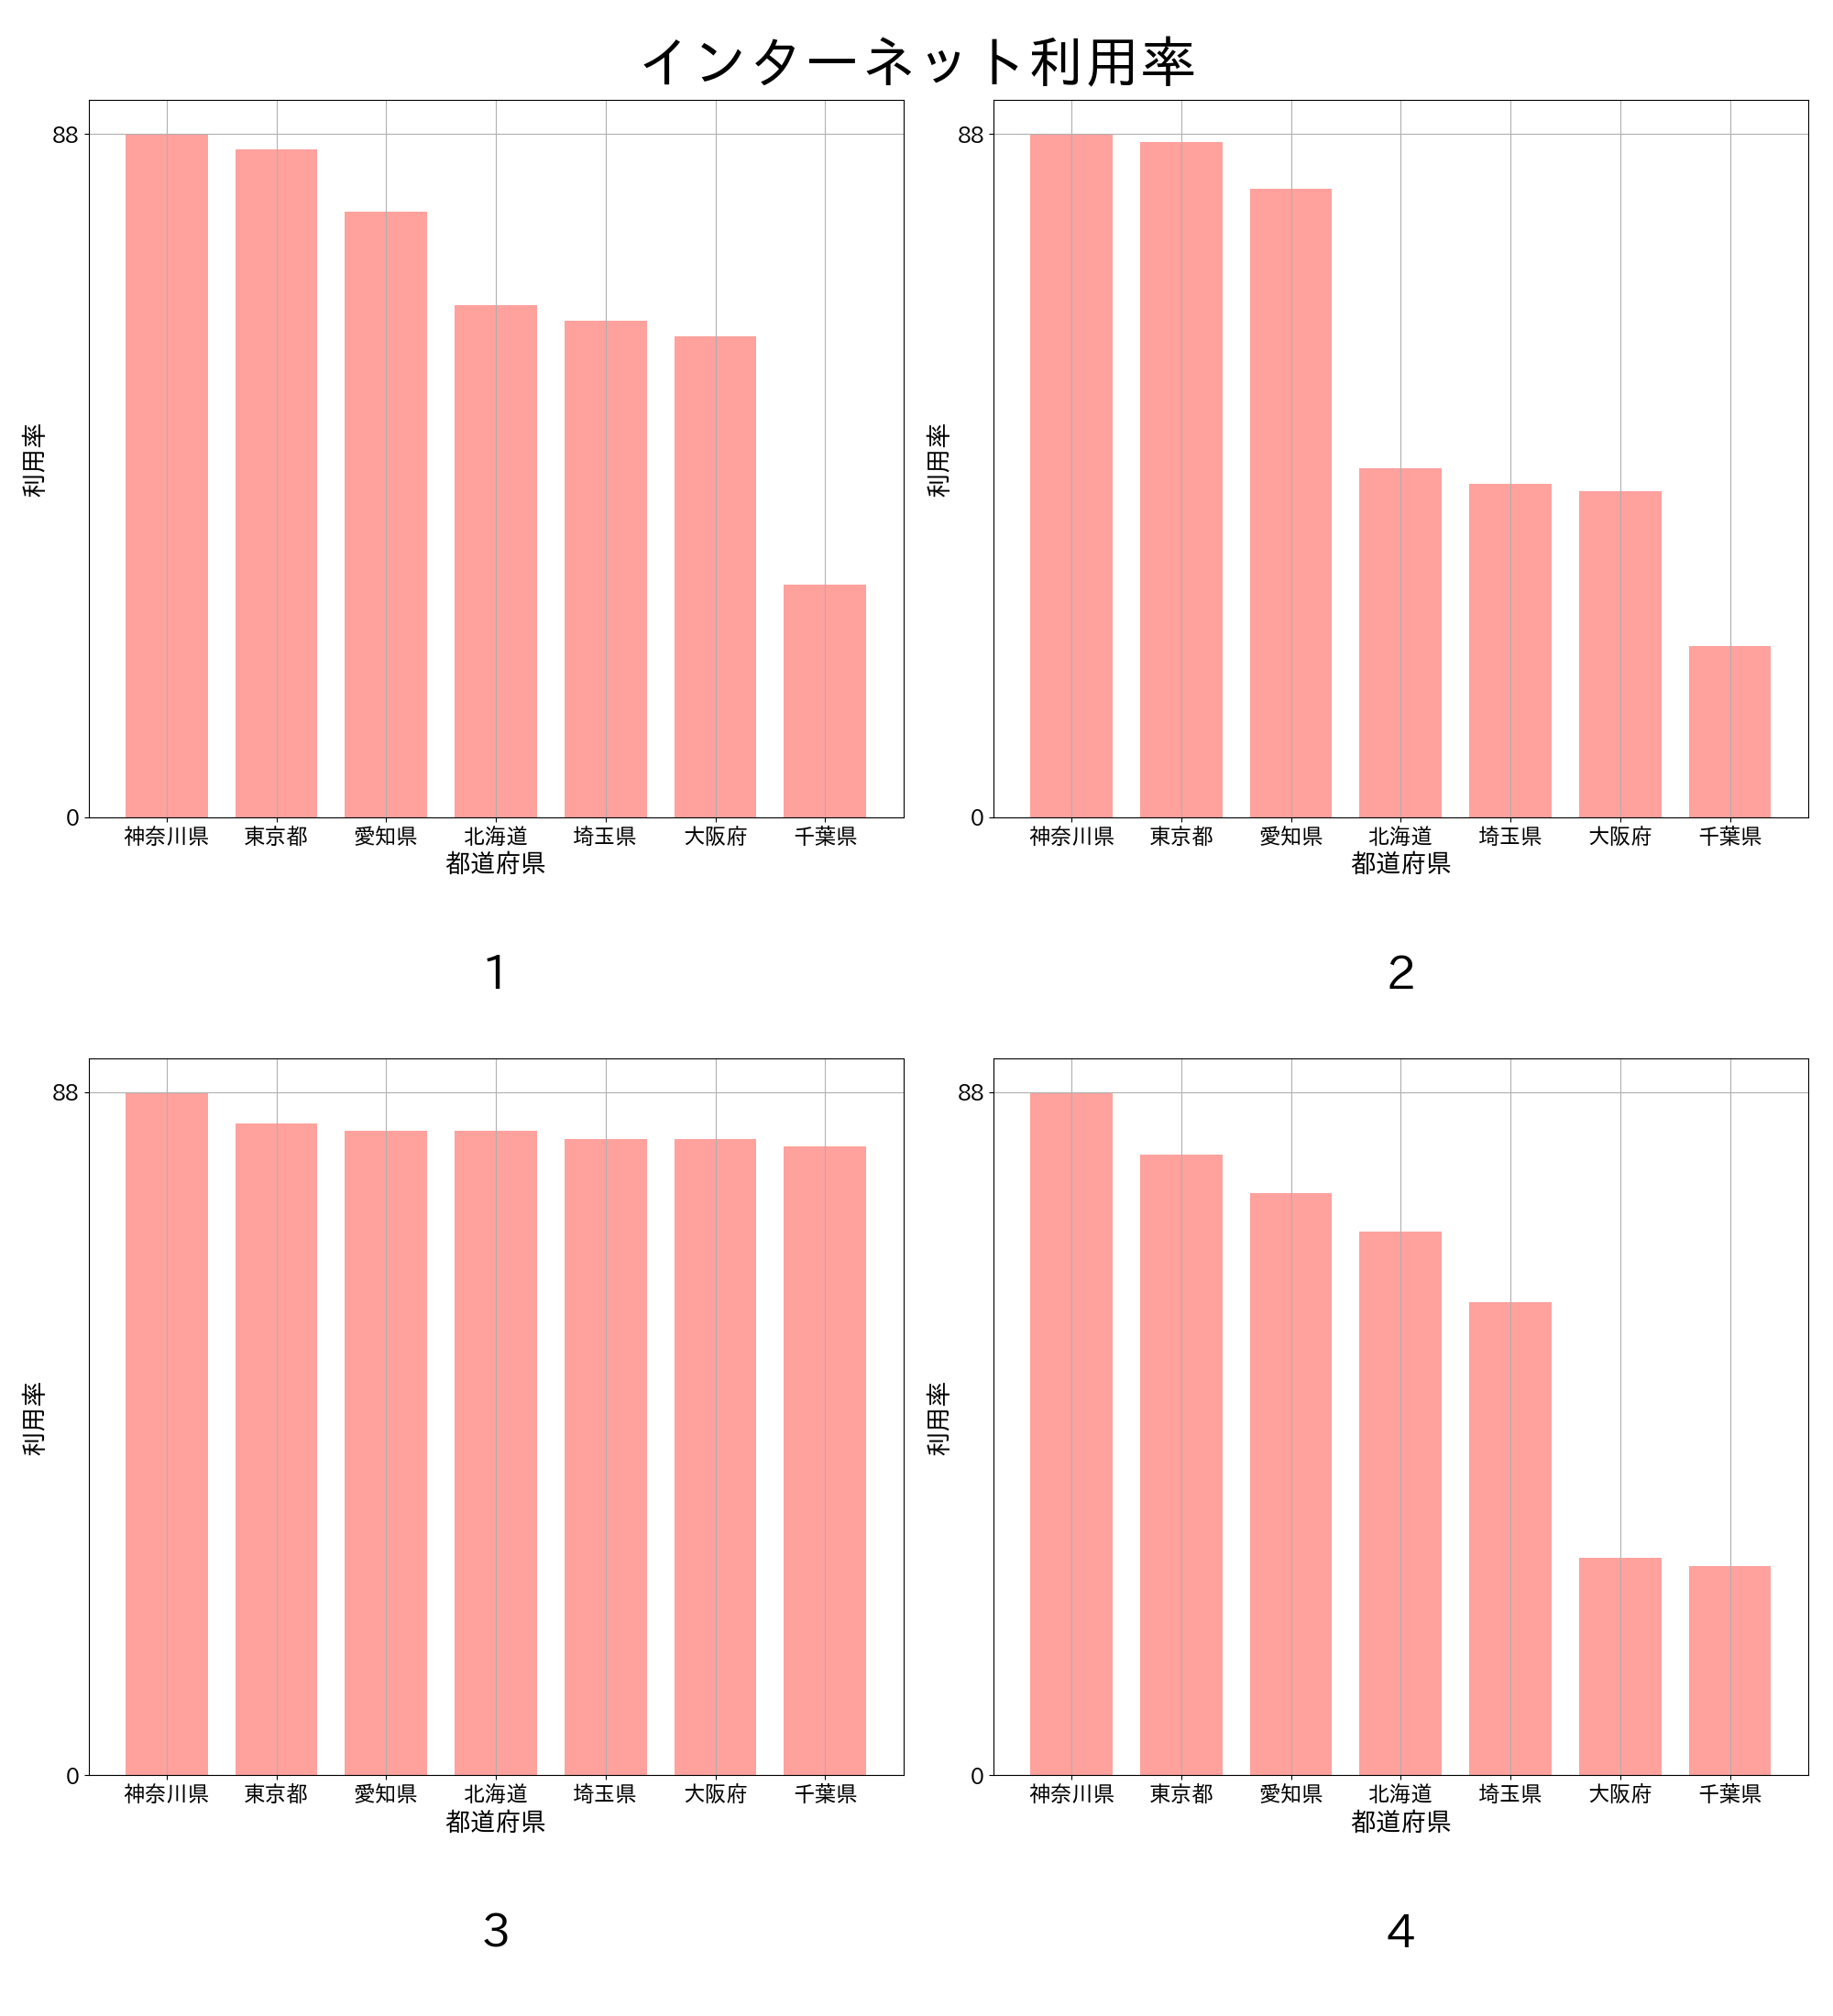 インターネット利用率
88
0
利用率
神奈川県 東京都 愛知県 北海道 埼玉県 大阪府 千葉県
都道府県
1
88
0
利用率
神奈川県 東京都 愛知県 北海道 埼玉県 大阪府 千葉県
都道府県
2
88
0
利用率
神奈川県 東京都 愛知県 北海道 埼玉県 大阪府 千葉県
都道府県
3
88
0
利用率
神奈川県 東京都 愛知県 北海道 埼玉県 大阪府 千葉県
都道府県
4